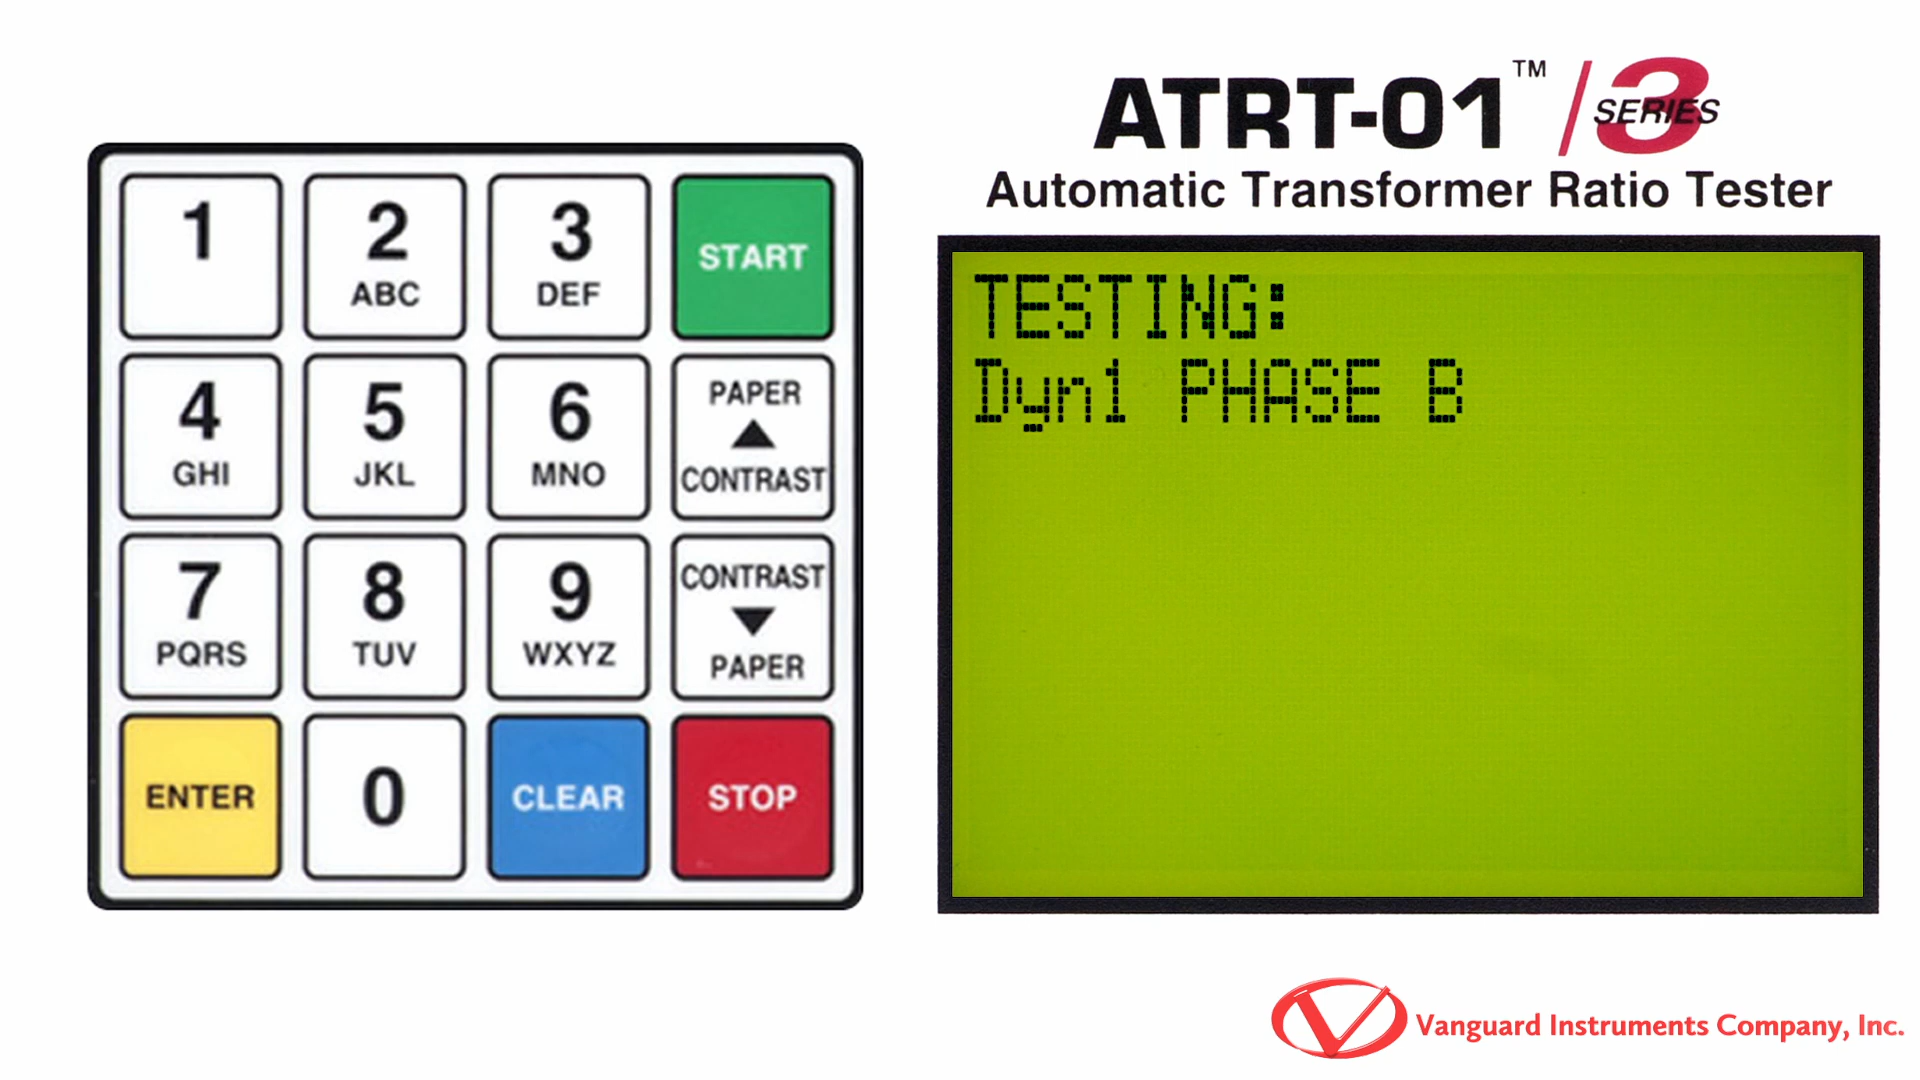 ATRT-01™ /3 SERIES
Automatic Transformer Ratio Tester
1
2
ABC
3
DEF
START
4
GHI
5
JKL
6
MNO
PAPER
CONTRAST
7
PQRS
8
TUV
9
WXYZ
CONTRAST
PAPER
ENTER
0
CLEAR
STOP
TESTING:
Dyn1 PHASE B
Vanguard Instruments Company, Inc.